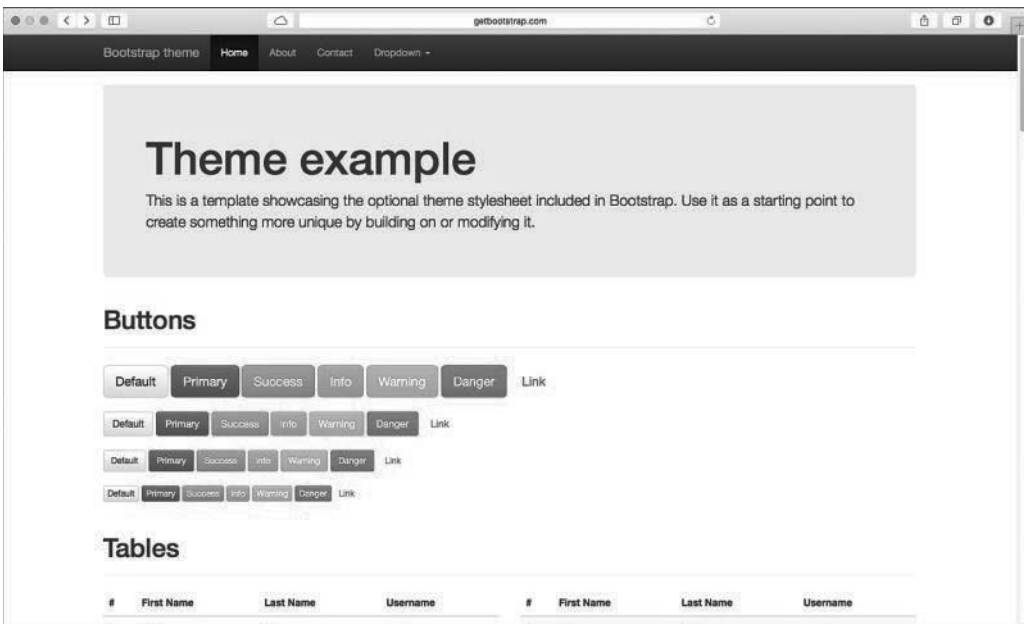 getbootstrap.com
Bootstrap theme Home About Contact Dropdown
Theme example
This is a template showcasing the optional theme stylesheet included in Bootstrap. Use it as a starting point to
create something more unique by building on or modifying it.
Buttons
Default Primary Success Info Warning Danger Link
Default Primary Success Info Warning Danger Link
Default Primary Success Info Warning Danger Link
Default Primary Success Info Warning Danger Link
Tables
# First Name Last Name Username # First Name Last Name Username